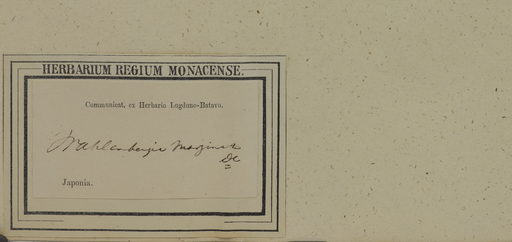 HERBARIUM REGIUM MONACENSE.
Communicat. ex Herbario Lugduno-Batavo.
Wahlenbergia marginata
DC
Japonia.